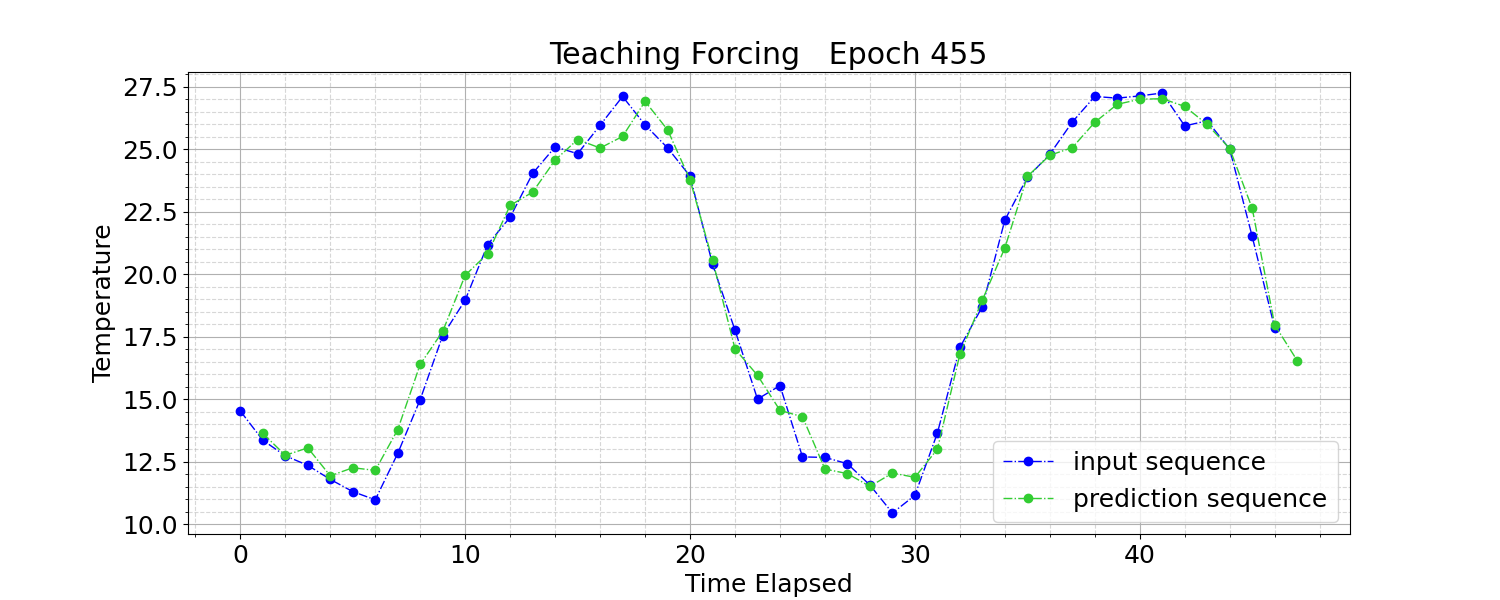 Teaching Forcing   Epoch 455
27.5
25.0
22.5
20.0
17.5
15.0
12.5
10.0
Temperature
input sequence
prediction sequence
0 10 20 30 40
Time Elapsed